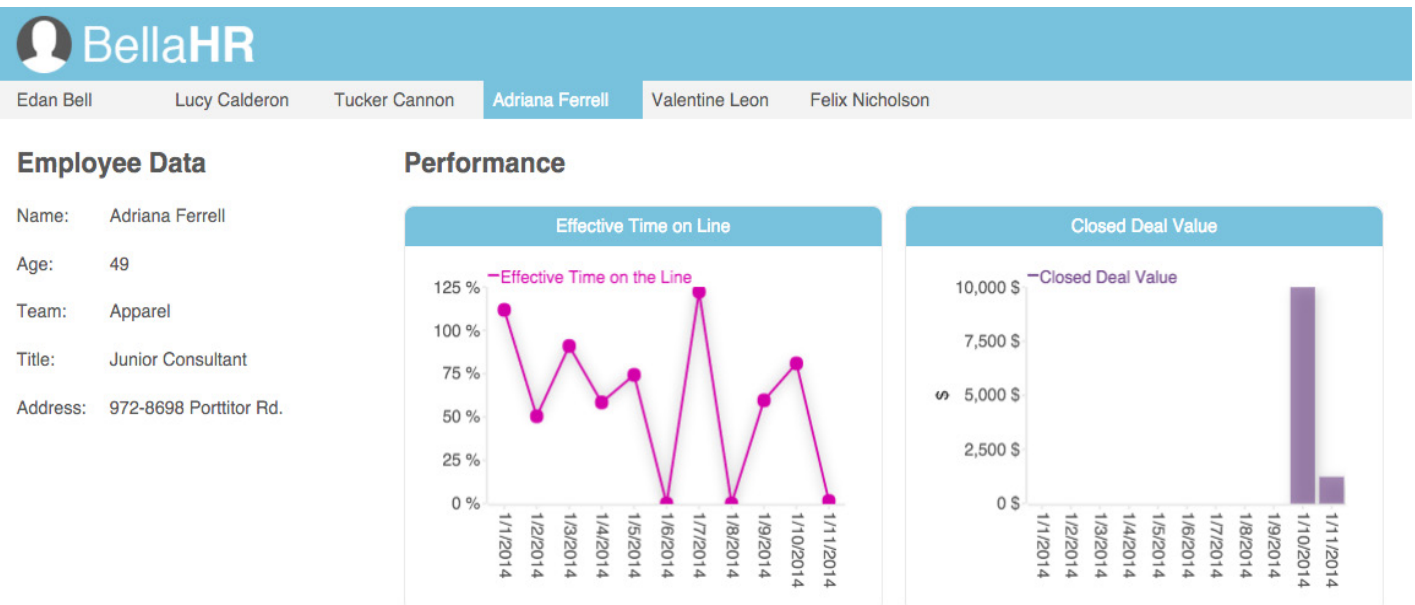 BellaHR
Edan Bell Lucy Calderon Tucker Cannon Adriana Ferrell Valentine Leon Felix Nicholson
Employee Data
Name: Adriana Ferrell
Age: 49
Team: Apparel
Title: Junior Consultant
Address: 972-8698 Porttitor Rd.
Performance
Effective Time on Line
Effective Time on the Line
125 %
100 %
75 %
50 %
25 %
0 %
1/1/2014
1/2/2014
1/3/2014
1/4/2014
1/5/2014
1/6/2014
1/7/2014
1/8/2014
1/9/2014
1/10/2014
1/11/2014
Closed Deal Value
Closed Deal Value
$
10,000 $
7,500 $
5,000 $
2,500 $
0 $
1/1/2014
1/2/2014
1/3/2014
1/4/2014
1/5/2014
1/6/2014
1/7/2014
1/8/2014
1/9/2014
1/10/2014
1/11/2014